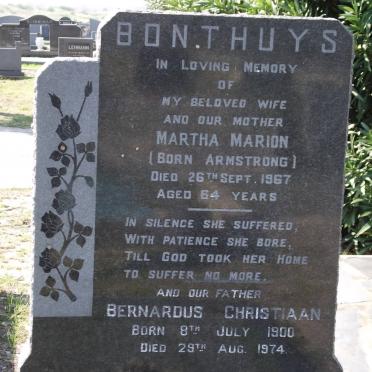 LEHMANN
BONTHUYS
IN LOVING MEMORY
OF
MY BELOVED WIFE
AND OUR MOTHER
MARTHA MARION
(BORN ARMSTRONG)
DIED 26TH SEPT. 1967
AGED 64 YEARS
IN SILENCE SHE SUFFERED,
WITH PATIENCE SHE BORE,
TILL GOD TOOK HER HOME
TO SUFFER NO MORE.
AND OUR FATHER
BERNARDUS CHRISTIAAN
BORN 8TH JULY 1900
DIED 29TH AUG. 1974.